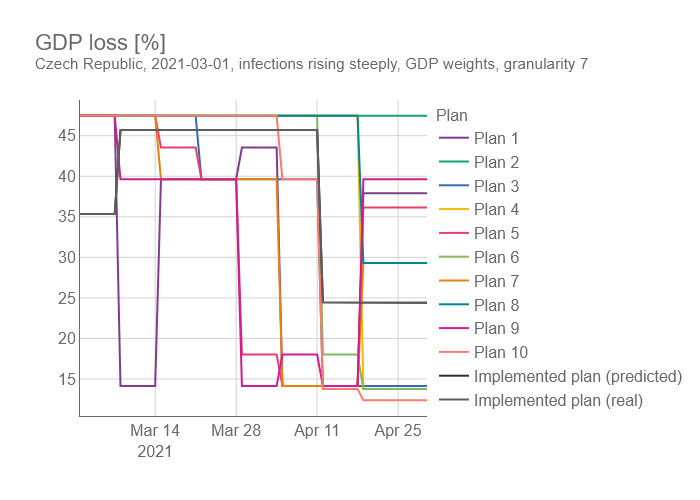 GDP loss [%]
Czech Republic, 2021-03-01, infections rising steeply, GDP weights, granularity 7
45
40
35
30
25
20
15
Mar 14
2021
Mar 28
Apr 11
Apr 25
Plan
Plan 1
Plan 2
Plan 3
Plan 4
Plan 5
Plan 6
Plan 7
Plan 8
Plan 9
Plan 10
Implemented plan (predicted)
Implemented plan (real)